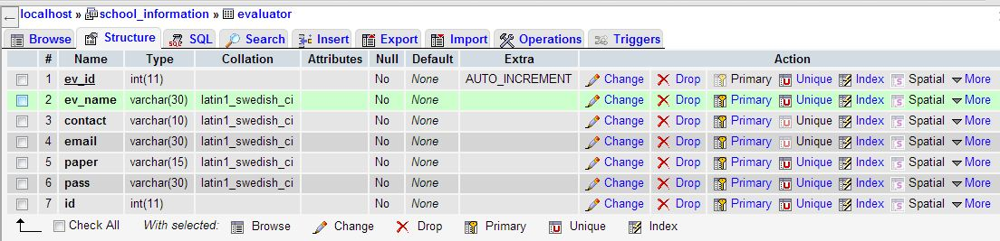 localhost » school_information » evaluator
Browse Structure SQL Search Insert Export Import Operations Triggers
# Name Type Collation Attributes Null Default Extra Action
1 ev_id int(11) No None AUTO_INCREMENT Change Drop Primary Unique Index Spatial More
2 ev_name varchar(30) latin1_swedish_ci No None Change Drop Primary Unique Index Spatial More
3 contact varchar(10) latin1_swedish_ci No None Change Drop Primary Unique Index Spatial More
4 email varchar(30) latin1_swedish_ci No None Change Drop Primary Unique Index Spatial More
5 paper varchar(15) latin1_swedish_ci No None Change Drop Primary Unique Index Spatial More
6 pass varchar(30) latin1_swedish_ci No None Change Drop Primary Unique Index Spatial More
7 id int(11) No None Change Drop Primary Unique Index Spatial More
Check All With selected: Browse Change Drop Primary Unique Index